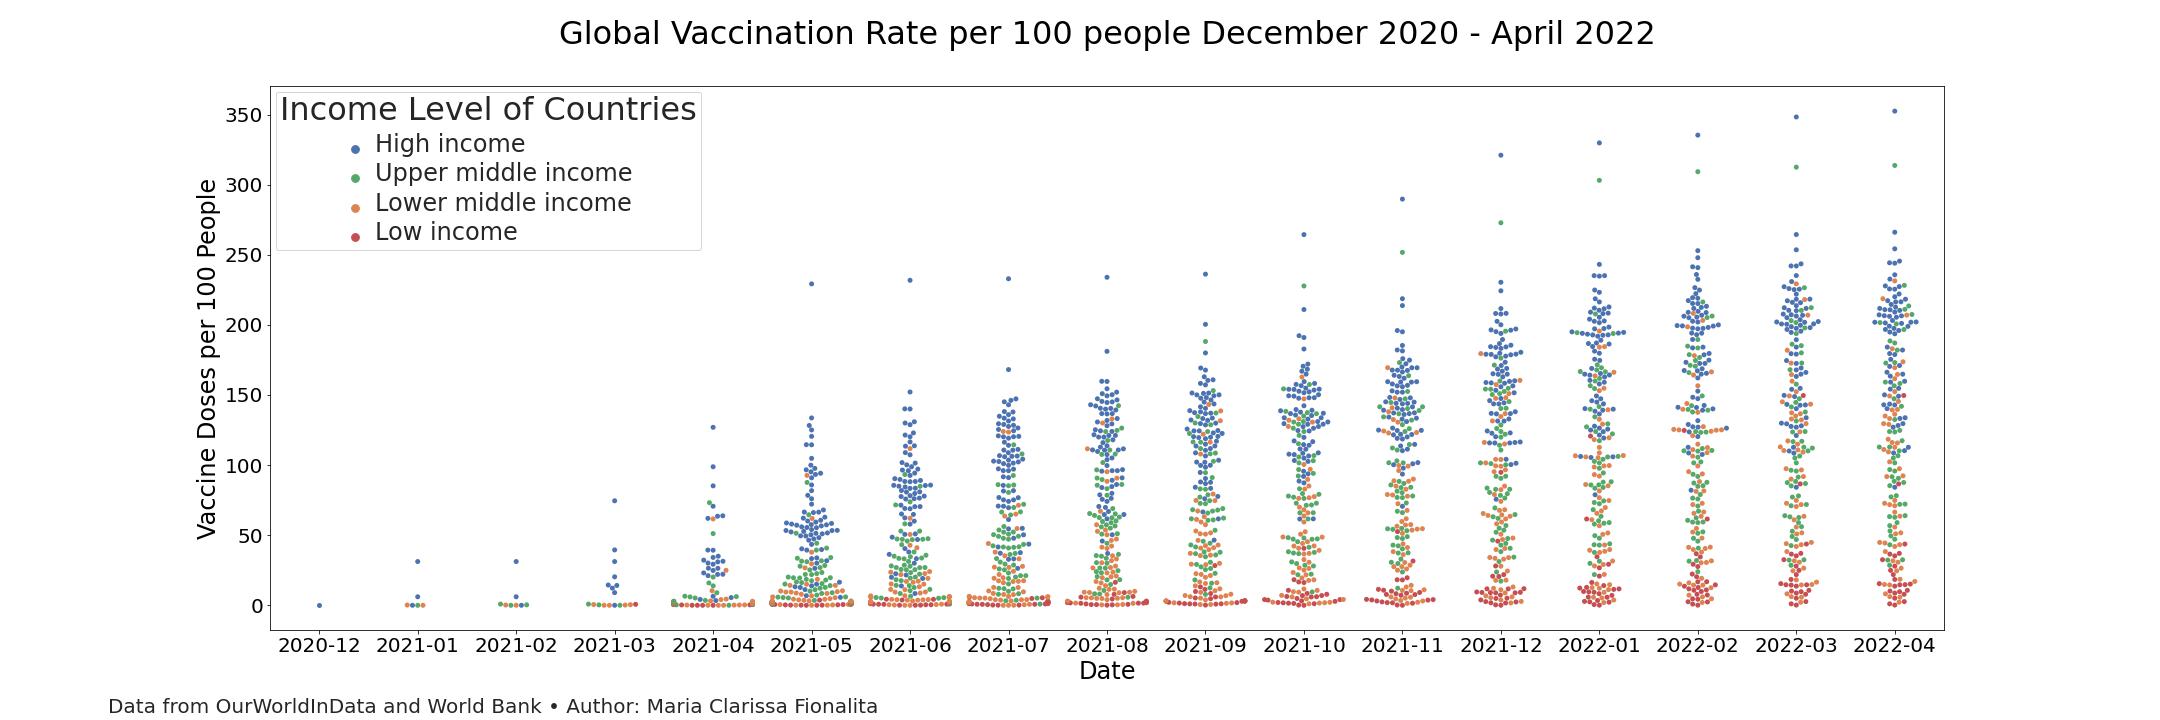 Global Vaccination Rate per 100 people December 2020 - April 2022
Income Level of Countries
High income
Upper middle income
Lower middle income
Low income
Vaccine Doses per 100 People
350
300
250
200
150
100
50
0
2020-12 2021-01 2021-02 2021-03 2021-04 2021-05 2021-06 2021-07 2021-08 2021-09 2021-10 2021-11 2021-12 2022-01 2022-02 2022-03 2022-04
Date
Data from OurWorldInData and World Bank • Author: Maria Clarissa Fionalita